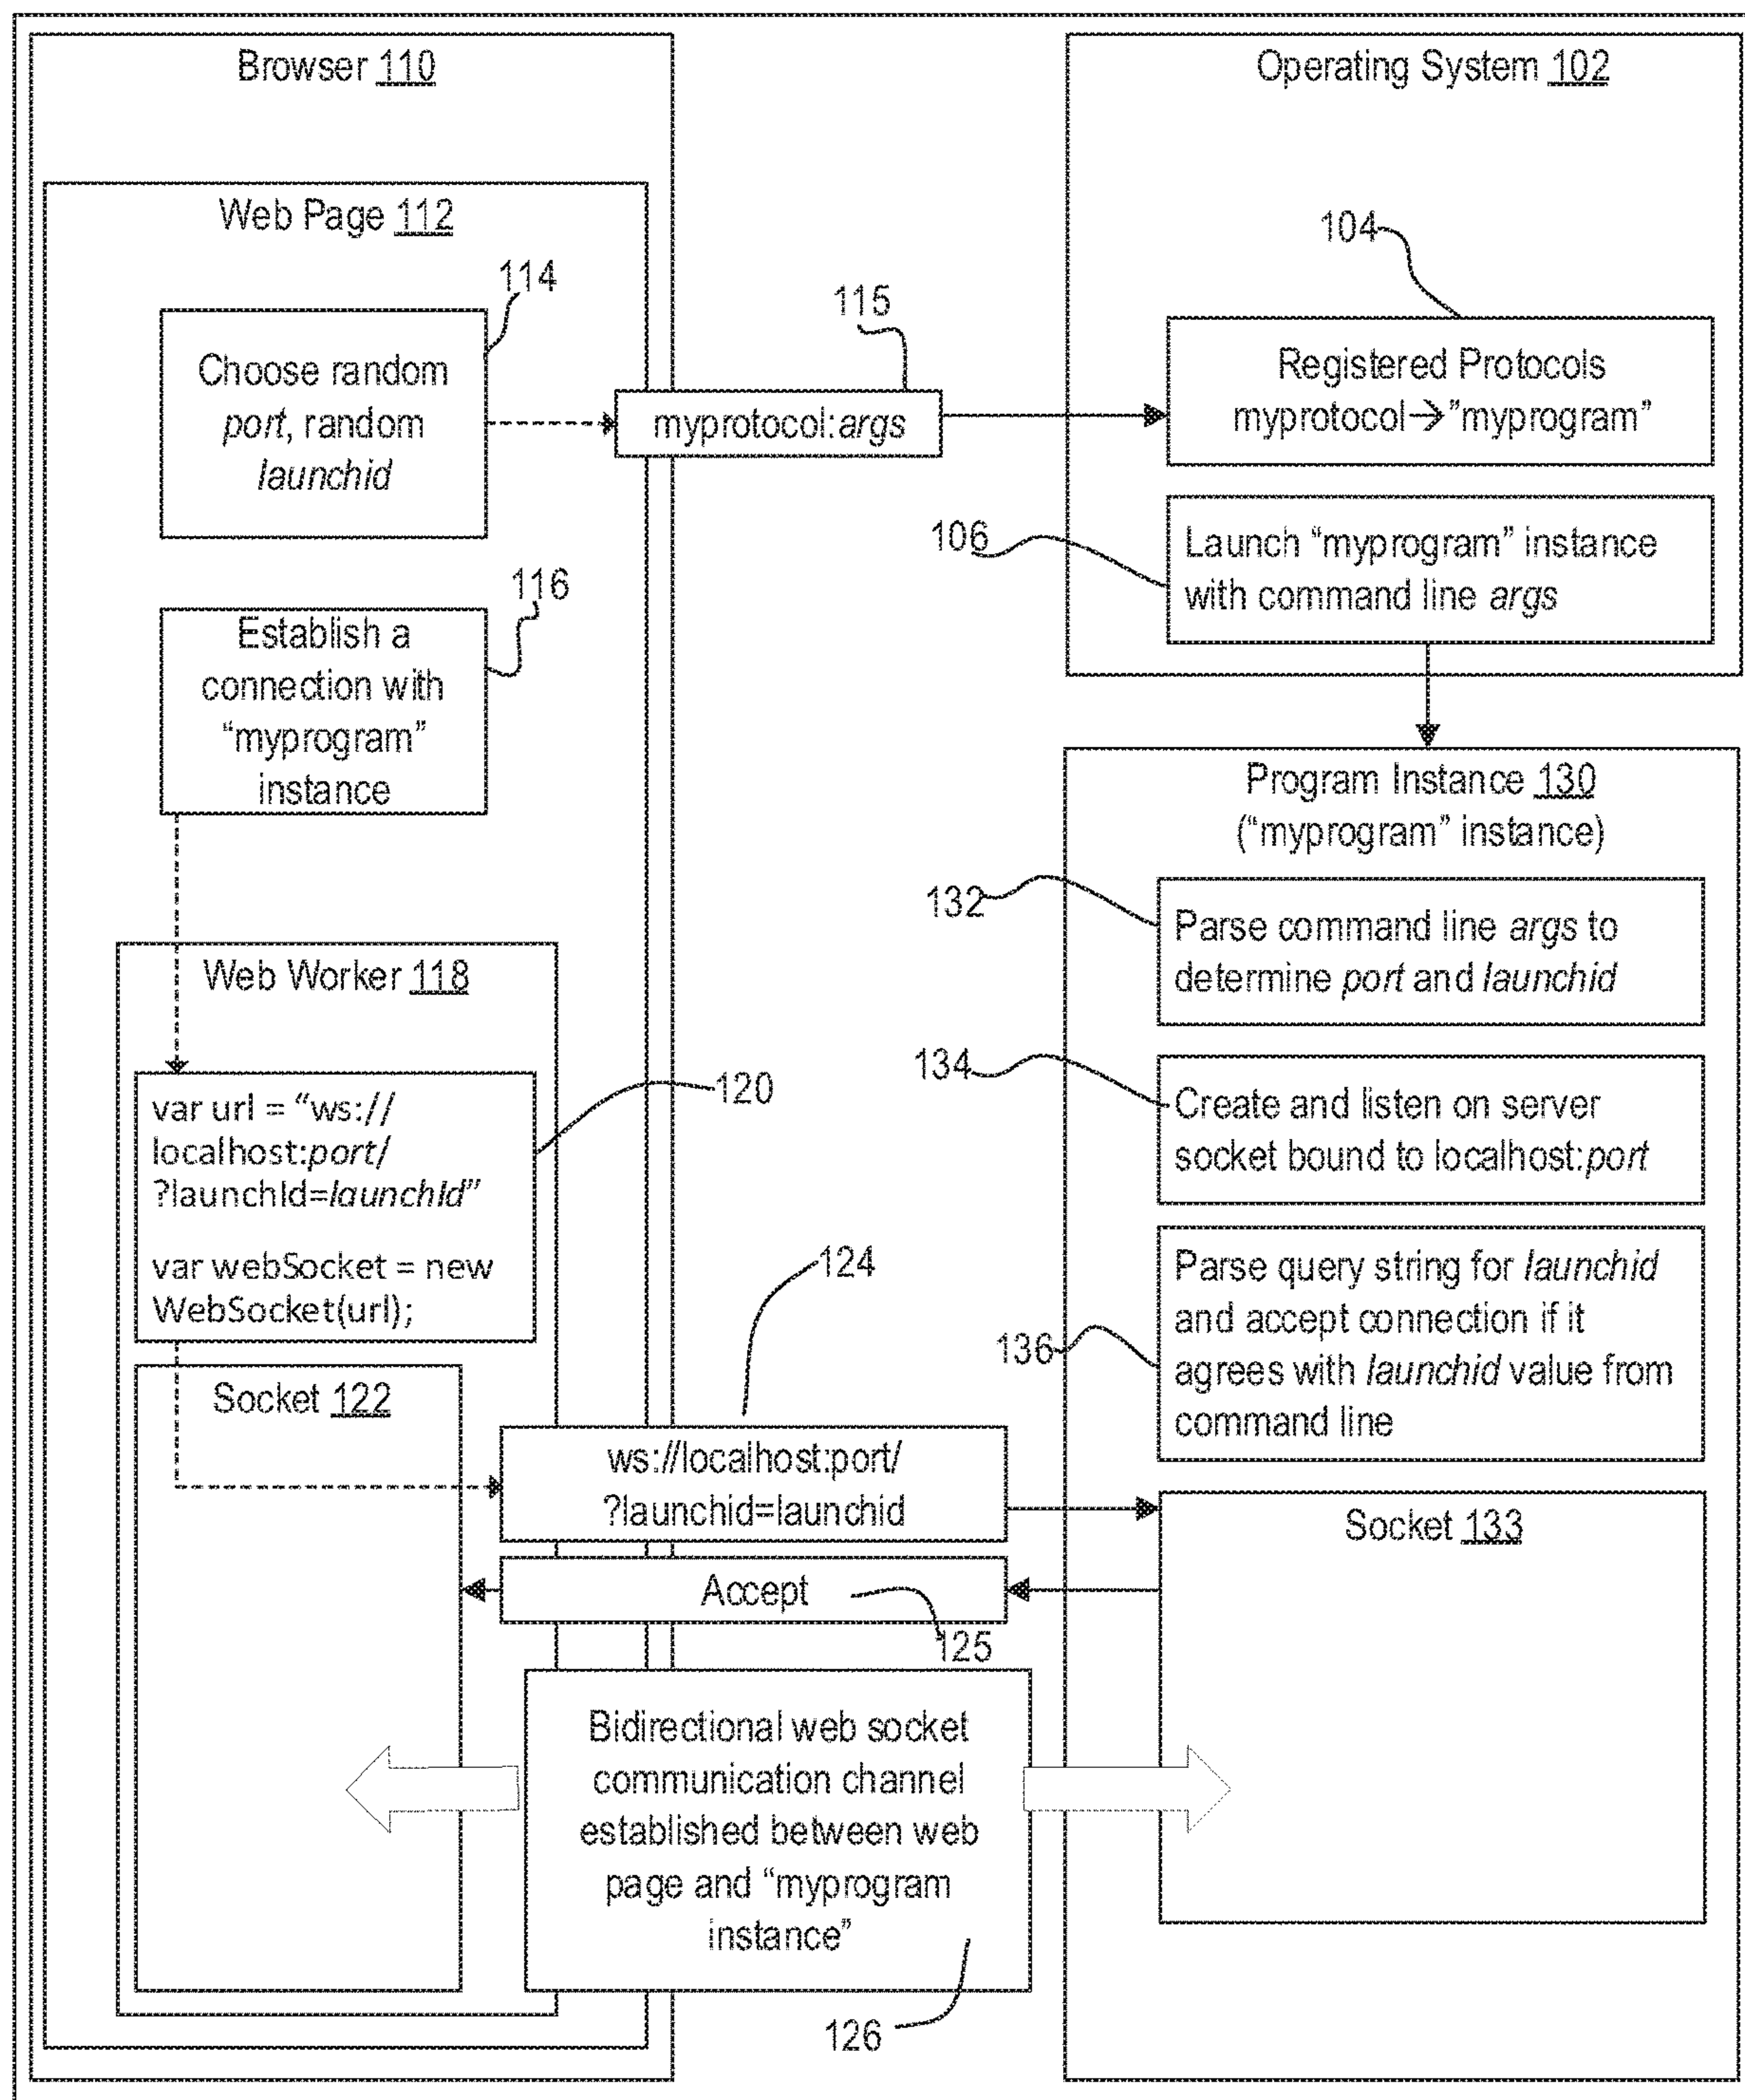 Browser 110
Operating System 102
Web Page 112
104
114
115
Choose random
port, random
launchid
myprotocol:args
Registered Protocols
myprotocol→”myprogram”
106
Launch “myprogram” instance
with command line args
116
Establish a
connection with
“myprogram”
instance
Program Instance 130
(“myprogram” instance)
132
Parse command line args to
determine port and launchid
Web Worker 118
134
120
Create and listen on server
socket bound to localhost:port
var url = “ws://
localhost:port/
?launchId=launchId”
var webSocket = new
WebSocket(url);
124
136
Parse query string for launchid
and accept connection if it
agrees with launchid value from
command line
Socket 122
ws://localhost:port/
?launchid=launchid
Socket 133
Accept
125
Bidirectional web socket
communication channel
established between web
page and “myprogram
instance”
126